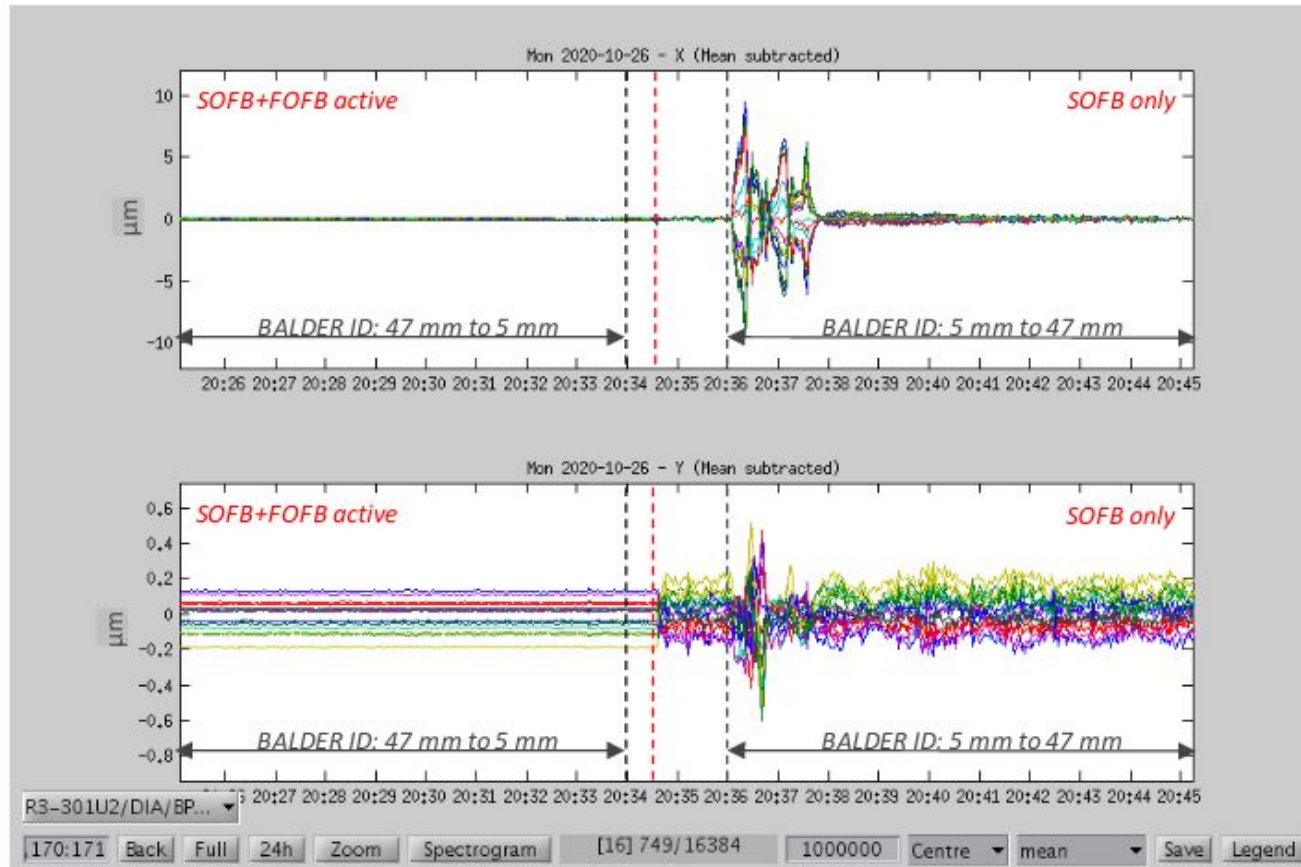 Mon 2020-10-26 - X (Mean subtracted)
SOFB+FOFB active
SOFB only
10
5
0
-5
-10
µm
BALDER ID: 47 mm to 5 mm
BALDER ID: 5 mm to 47 mm
20:26 20:27 20:28 20:29 20:30 20:31 20:32 20:33 20:34 20:35 20:36 20:37 20:38 20:39 20:40 20:41 20:42 20:43 20:44 20:45
Mon 2020-10-26 - Y (Mean subtracted)
SOFB+FOFB active
SOFB only
0.6
0.4
0.2
0
-0.2
-0.4
-0.6
-0.8
µm
BALDER ID: 47 mm to 5 mm
BALDER ID: 5 mm to 47 mm
R3-301U2/DIA/BP... 20:27 20:28 20:29 20:30 20:31 20:32 20:33 20:34 20:35 20:36 20:37 20:38 20:39 20:40 20:41 20:42 20:43 20:44 20:45
,170:171 Back Full 24h Zoom Spectrogram [16] 749/16384 1000000 Centre mean Save Legend